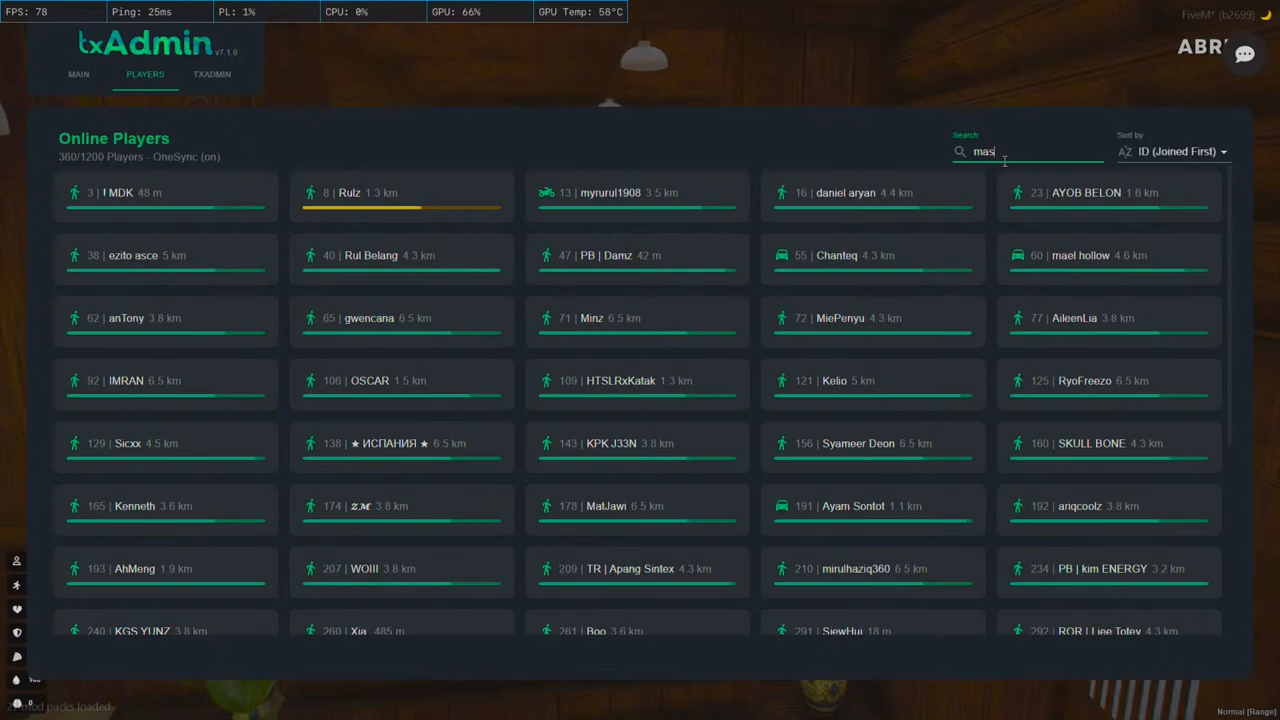 FPS: 78 Ping: 25ms PL: 1% CPU: 0% GPU: 66% GPU Temp: 58°C
FiveM* (b2699)
txAdmin v7.1.0
MAIN PLAYERS TXADMIN
Online Players
360/1200 Players - OneSync (on)
Search
mas
Sort by
ID (Joined First)
3 | ! MDK 48 m
8 | Rulz 1.3 km
13 | myrurul1908 3.5 km
16 | daniel aryan 4.4 km
23 | AYOB BELON 1.6 km
38 | ezito asce 5 km
40 | Rul Belang 4.3 km
47 | PB | Damz 42 m
55 | Chanteq 4.3 km
60 | mael hollow 4.6 km
62 | anTony 3.8 km
65 | gwencana 6.5 km
71 | Minz 6.5 km
72 | MiePenyu 4.3 km
77 | AileenLia 3.8 km
92 | IMRAN 6.5 km
106 | OSCAR 1.5 km
109 | HTSLRxKatak 1.3 km
121 | Kelio 5 km
125 | RyoFreezo 6.5 km
129 | Sicxx 4.5 km
138 | ★ ИСПАНИЯ ★ 6.5 km
143 | KPK J33N 3.8 km
156 | Syameer Deon 6.5 km
160 | SKULL BONE 4.3 km
165 | Kenneth 3.6 km
174 | 𝔃𝓜 3.8 km
178 | MatJawi 6.5 km
191 | Ayam Sontot 1.1 km
192 | ariqcoolz 3.8 km
193 | AhMeng 1.9 km
207 | WOIII 3.8 km
209 | TR | Apang Sintex 4.3 km
210 | mirulhaziq360 6.5 km
234 | PB | kim ENERGY 3.2 km
240 | KGS YUNZ 3.8 km
260 | Xia 485 m
261 | Boo 3.6 km
291 | SiewHui 18 m
292 | ROR | Liee Totey 4.3 km
mod packs loaded
Normal [Range]